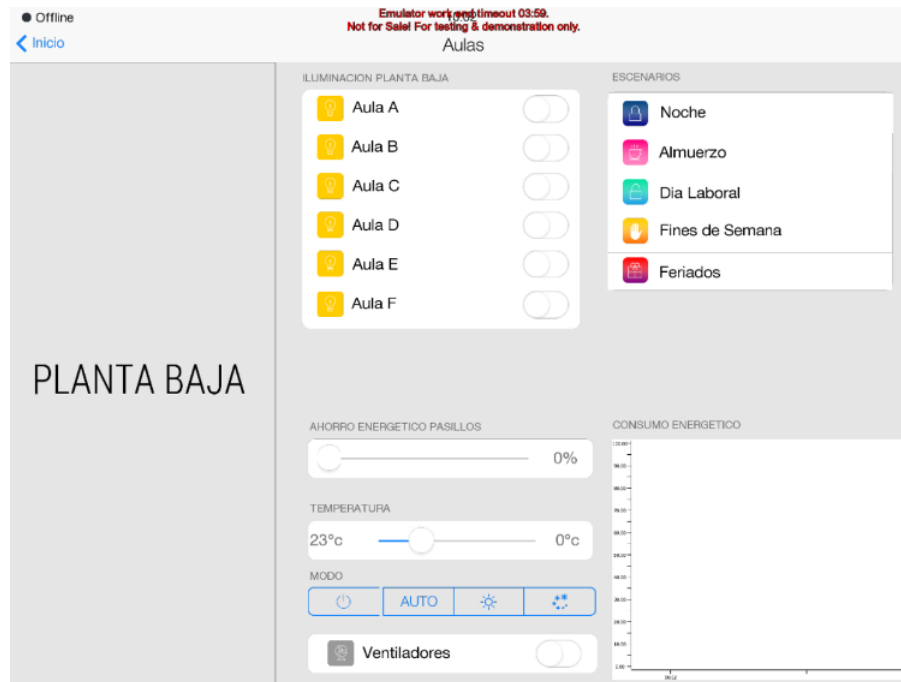 Offline
Emulator work end timeout 03:59.
Not for Sale! For testing & demonstration only.
Inicio
Aulas
ILUMINACION PLANTA BAJA
Aula A
Aula B
Aula C
Aula D
Aula E
Aula F
ESCENARIOS
Noche
Almuerzo
Dia Laboral
Fines de Semana
Feriados
PLANTA BAJA
AHORRO ENERGETICO PASILLOS
0%
TEMPERATURA
23°c
0°c
MODO
AUTO
Ventiladores
CONSUMO ENERGETICO